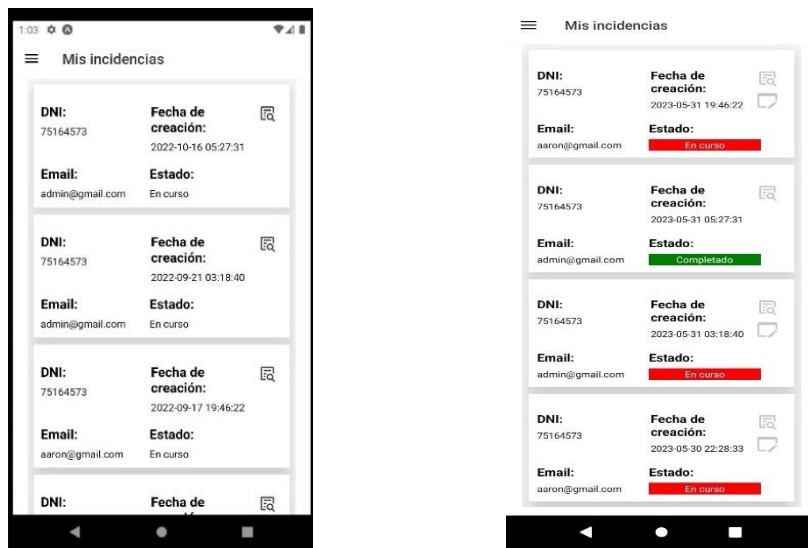 1:03
Mis incidencias
DNI:
75164573
Fecha de
creación:
2022-10-16 05:27:31
Email:
admin@gmail.com
Estado:
En curso
DNI:
75164573
Fecha de
creación:
2022-09-21 03:18:40
Email:
admin@gmail.com
Estado:
En curso
DNI:
75164573
Fecha de
creación:
2022-09-17 19:46:22
Email:
aaron@gmail.com
Estado:
En curso
DNI:
Fecha de
Mis incidencias
DNI:
75164573
Fecha de
creación:
2023-05-31 19:46:22
Email:
aaron@gmail.com
Estado:
En curso
DNI:
75164573
Fecha de
creación:
2023-05-31 05:27:31
Email:
admin@gmail.com
Estado:
Completado
DNI:
75164573
Fecha de
creación:
2023-05-31 03:18:40
Email:
admin@gmail.com
Estado:
En curso
DNI:
75164573
Fecha de
creación:
2023-05-30 22:28:33
Email:
aaron@gmail.com
Estado:
En curso